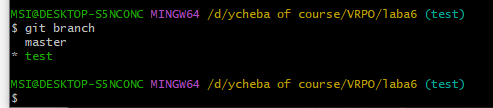 MSI@DESKTOP-S5NCONC MINGW64 /d/ycheba of course/VRPO/laba6 (test)
$ git branch
  master
* test

MSI@DESKTOP-S5NCONC MINGW64 /d/ycheba of course/VRPO/laba6 (test)
$